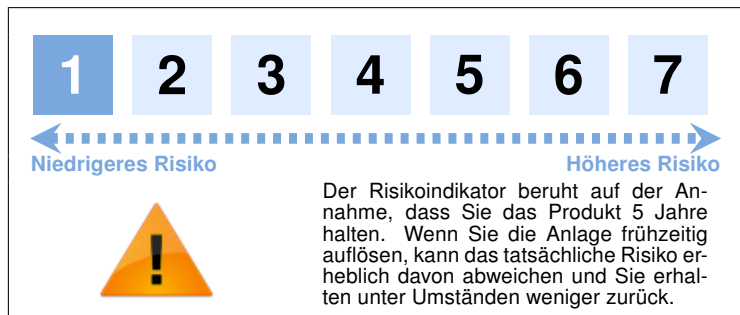 1 2 3 4 5 6 7
Niedrigeres Risiko Höheres Risiko
!
Der Risikoindikator beruht auf der An-
nahme, dass Sie das Produkt 5 Jahre
halten. Wenn Sie die Anlage frühzeitig
auflösen, kann das tatsächliche Risiko er-
heblich davon abweichen und Sie erhal-
ten unter Umständen weniger zurück.